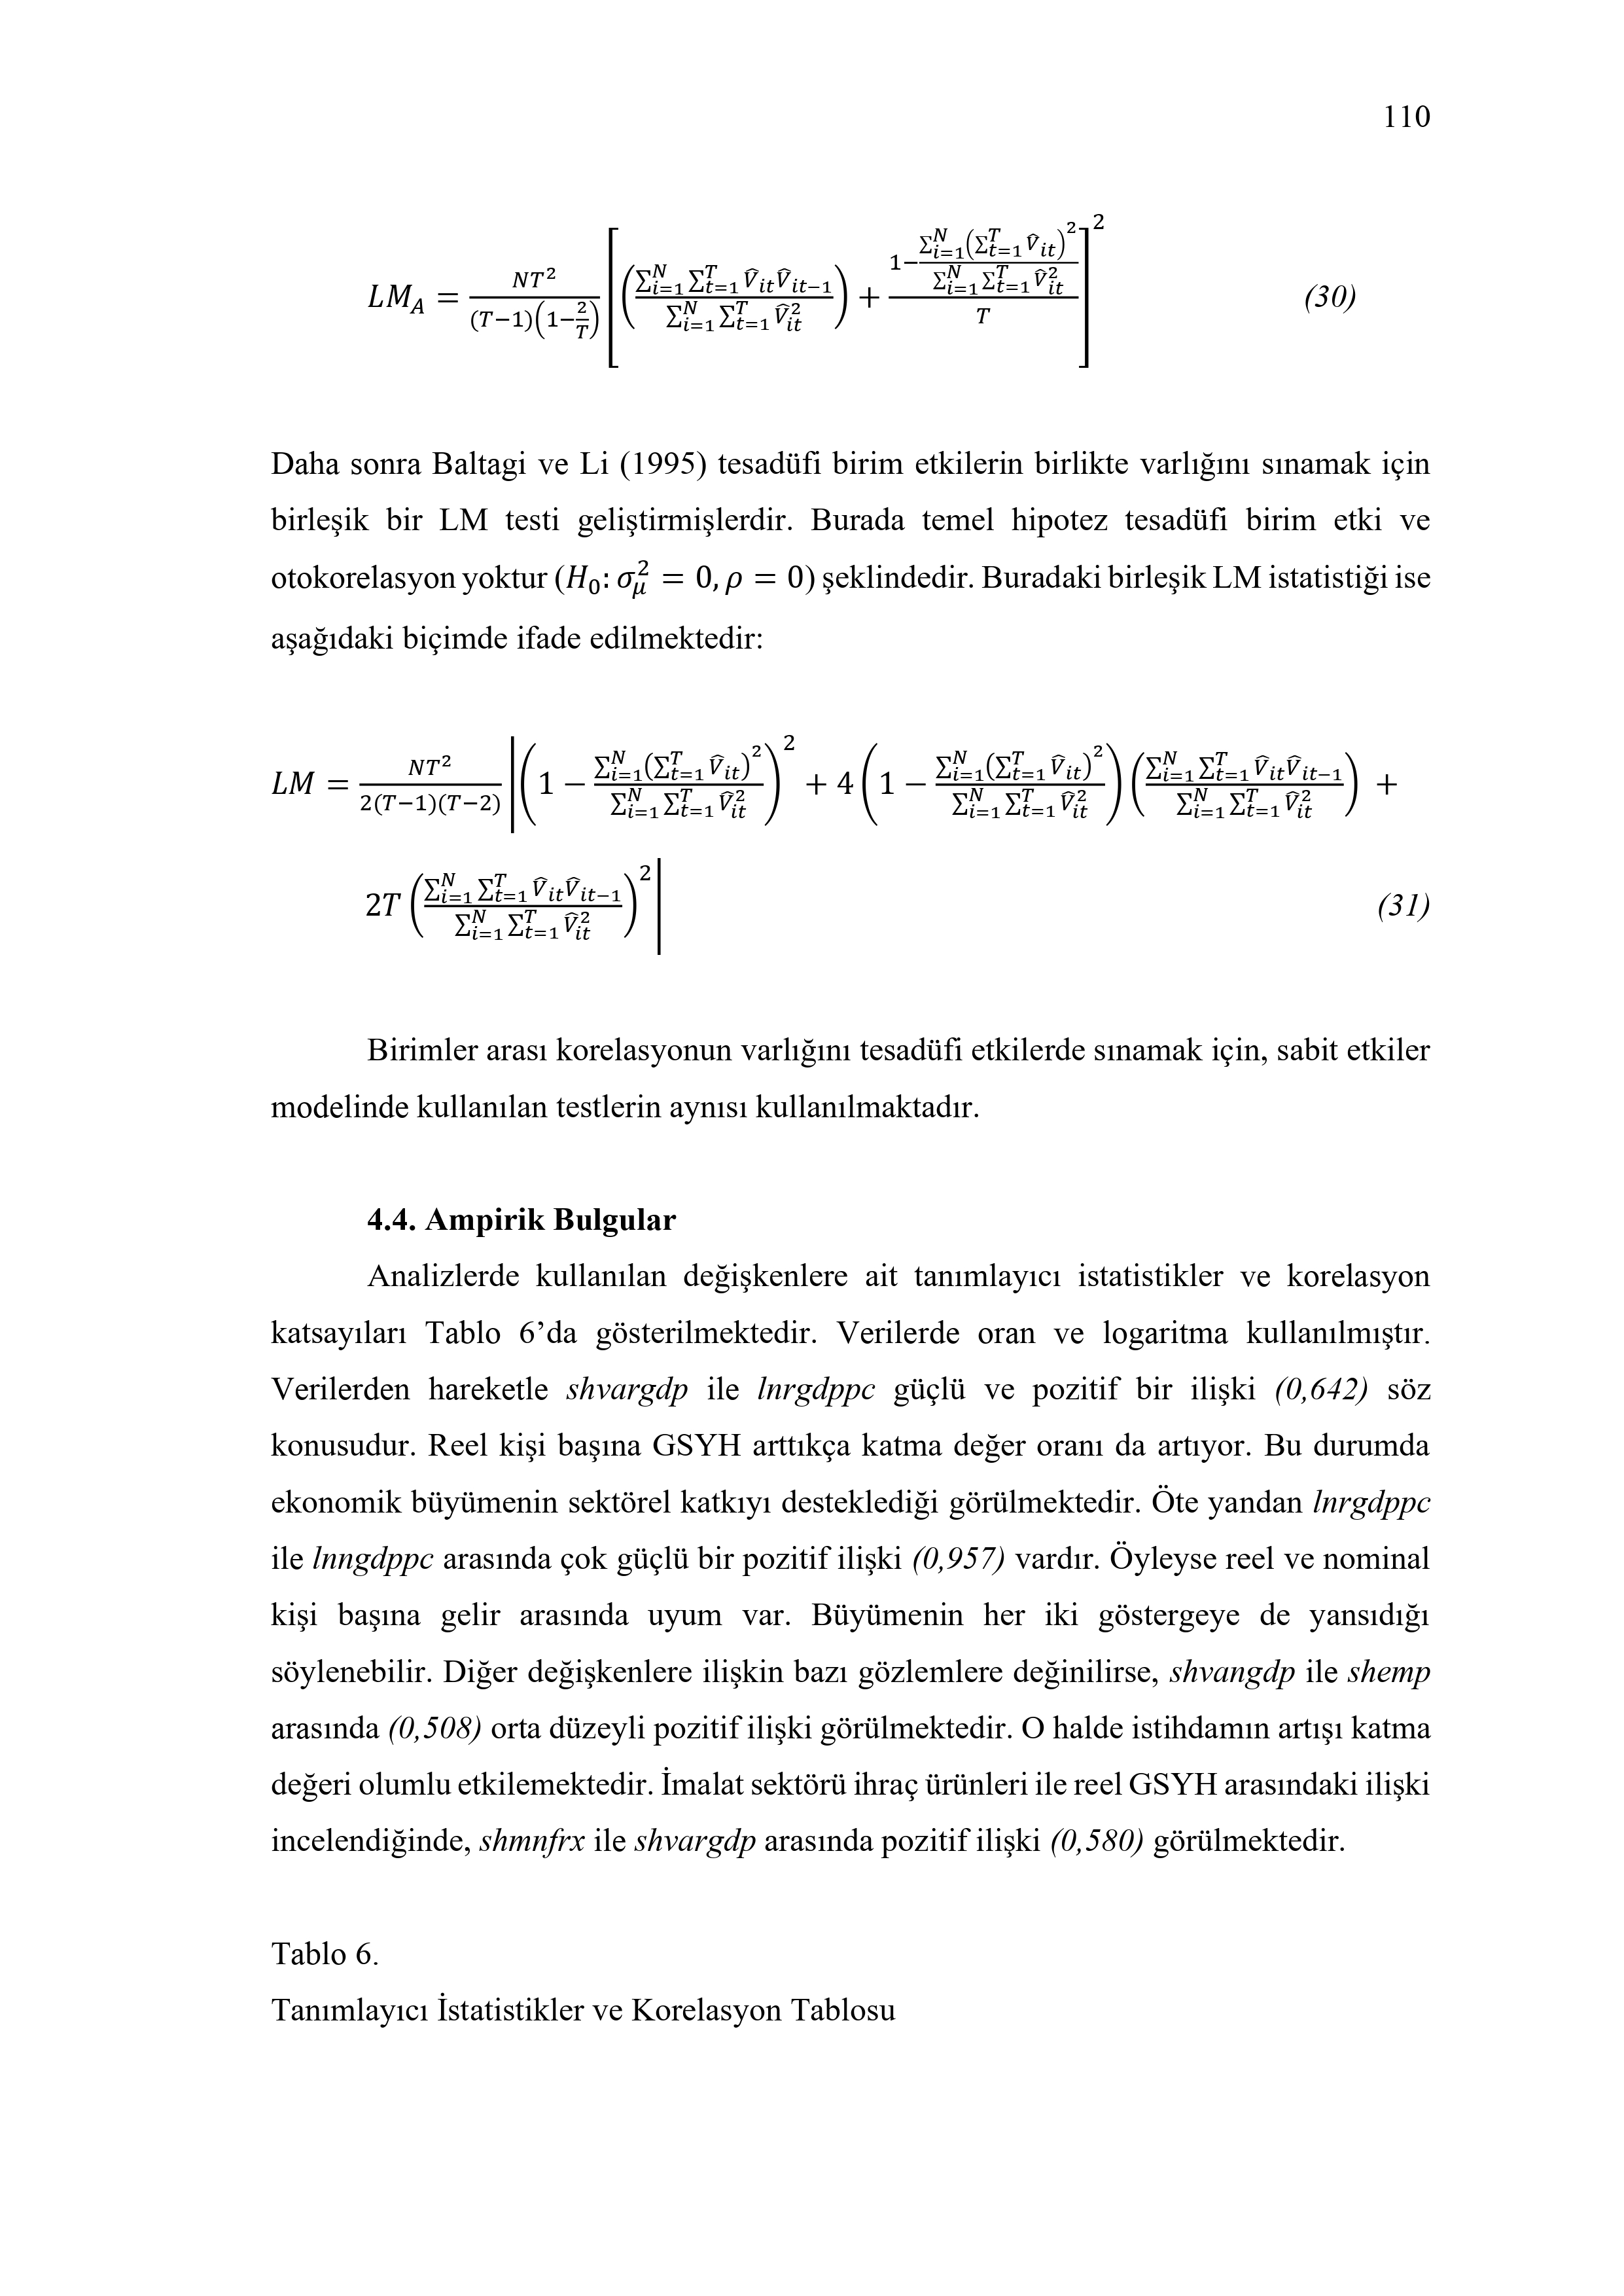 110
LM_A = \frac{NT^2}{(T-1)\left(1-\frac{2}{T}\right)} \left[ \left( \frac{\sum_{i=1}^{N} \sum_{t=1}^{T} \hat{V}_{it} \hat{V}_{it-1}}{\sum_{i=1}^{N} \sum_{t=1}^{T} \hat{V}_{it}^2} \right) + \frac{1-\frac{\sum_{i=1}^{N} \left( \sum_{t=1}^{T} \hat{V}_{it} \right)^2}{\sum_{i=1}^{N} \sum_{t=1}^{T} \hat{V}_{it}^2}}{T} \right]^2 (30)
Daha sonra Baltagi ve Li (1995) tesadüfi birim etkilerin birlikte varlığını sınamak için
birleşik bir LM testi geliştirmişlerdir. Burada temel hipotez tesadüfi birim etki ve
otokorelasyon yoktur (H_0: \sigma_\mu^2 = 0, \rho = 0) şeklindedir. Buradaki birleşik LM istatistiği ise
aşağıdaki biçimde ifade edilmektedir:
LM = \frac{NT^2}{2(T-1)(T-2)} \left| \left( 1 - \frac{\sum_{i=1}^{N} (\sum_{t=1}^{T} \hat{V}_{it})^2}{\sum_{i=1}^{N} \sum_{t=1}^{T} \hat{V}_{it}^2} \right)^2 + 4 \left( 1 - \frac{\sum_{i=1}^{N} (\sum_{t=1}^{T} \hat{V}_{it})^2}{\sum_{i=1}^{N} \sum_{t=1}^{T} \hat{V}_{it}^2} \right) \left( \frac{\sum_{i=1}^{N} \sum_{t=1}^{T} \hat{V}_{it} \hat{V}_{it-1}}{\sum_{i=1}^{N} \sum_{t=1}^{T} \hat{V}_{it}^2} \right) +
2T \left( \frac{\sum_{i=1}^{N} \sum_{t=1}^{T} \hat{V}_{it} \hat{V}_{it-1}}{\sum_{i=1}^{N} \sum_{t=1}^{T} \hat{V}_{it}^2} \right)^2 \right| (31)
Birimler arası korelasyonun varlığını tesadüfi etkilerde sınamak için, sabit etkiler
modelinde kullanılan testlerin aynısı kullanılmaktadır.
4.4. Ampirik Bulgular
Analizlerde kullanılan değişkenlere ait tanımlayıcı istatistikler ve korelasyon
katsayıları Tablo 6’da gösterilmektedir. Verilerde oran ve logaritma kullanılmıştır.
Verilerden hareketle shvargdp ile lnrgdppc güçlü ve pozitif bir ilişki (0,642) söz
konusudur. Reel kişi başına GSYH arttıkça katma değer oranı da artıyor. Bu durumda
ekonomik büyümenin sektörel katkıyı desteklediği görülmektedir. Öte yandan lnrgdppc
ile lnngdppc arasında çok güçlü bir pozitif ilişki (0,957) vardır. Öyleyse reel ve nominal
kişi başına gelir arasında uyum var. Büyümenin her iki göstergeye de yansıdığı
söylenebilir. Diğer değişkenlere ilişkin bazı gözlemlere değinilirse, shvangdp ile shemp
arasında (0,508) orta düzeyli pozitif ilişki görülmektedir. O halde istihdamın artışı katma
değeri olumlu etkilemektedir. İmalat sektörü ihraç ürünleri ile reel GSYH arasındaki ilişki
incelendiğinde, shmnfrx ile shvargdp arasında pozitif ilişki (0,580) görülmektedir.
Tablo 6.
Tanımlayıcı İstatistikler ve Korelasyon Tablosu